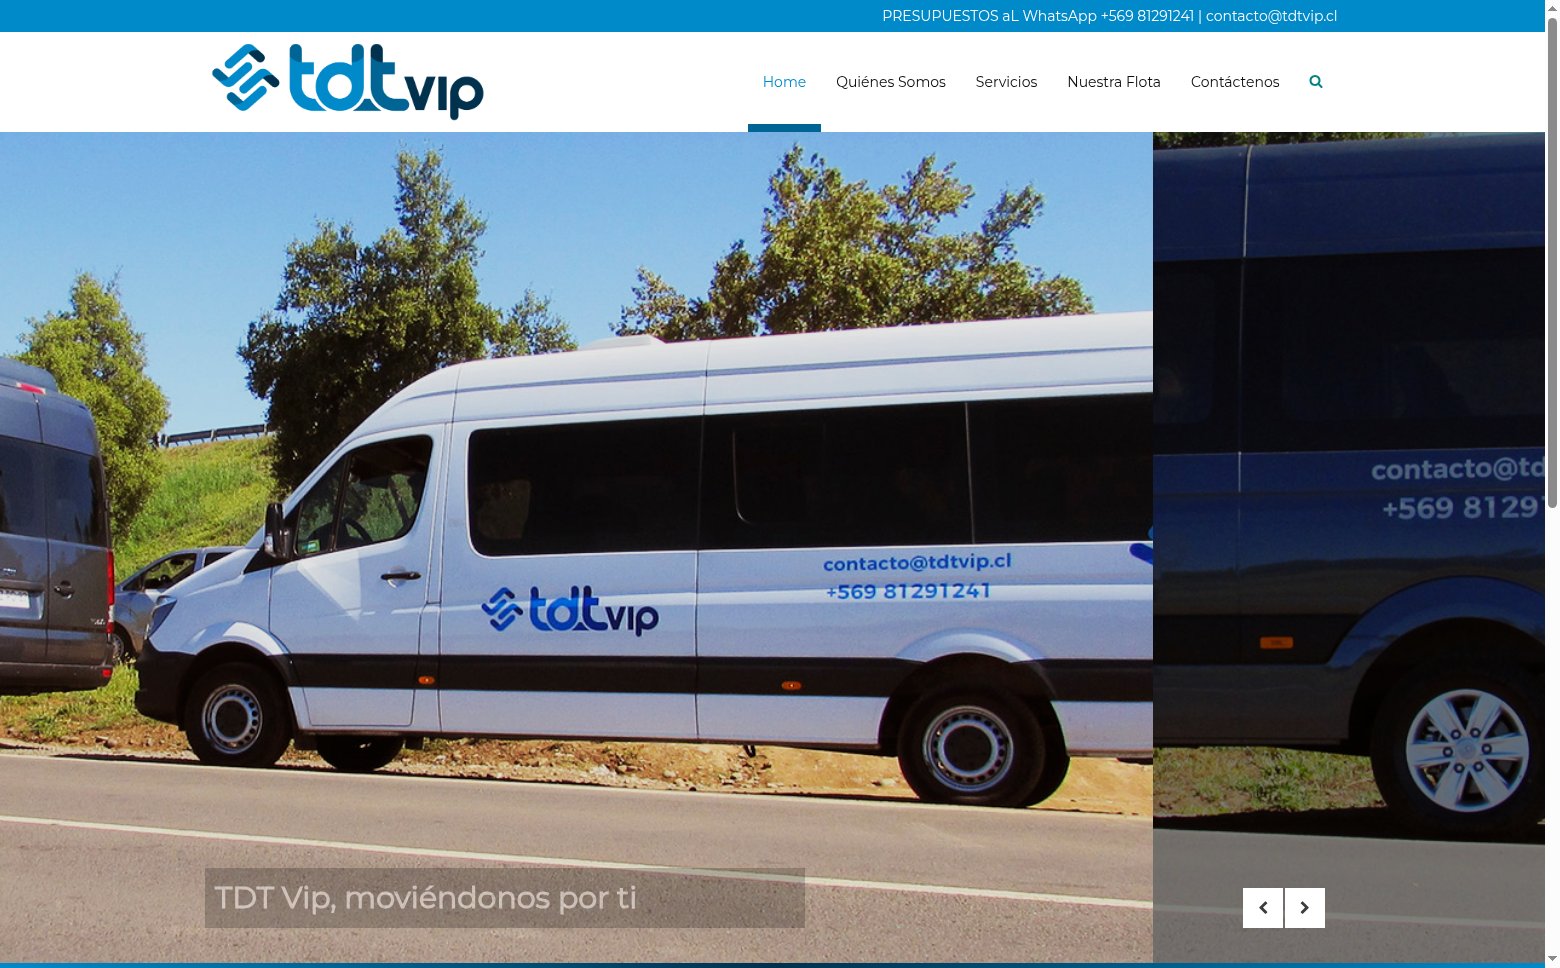 PRESUPUESTOS aL WhatsApp +569 81291241 | contacto@tdtvip.cl
tdtvip
Home Quiénes Somos Servicios Nuestra Flota Contáctenos
contacto@td
+569 8129
contacto@tdtvip.cl
+569 81291241
tdtvip
TDT Vip, moviéndonos por ti